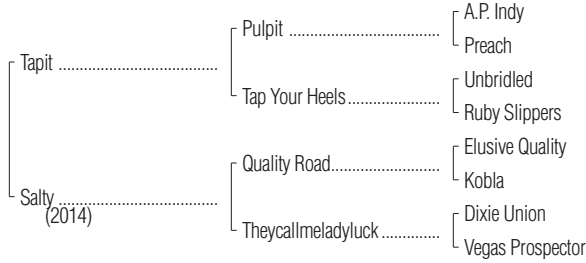 A.P. Indy
Pulpit
Preach
Tapit
Unbridled
Tap Your Heels
Ruby Slippers
Elusive Quality
Quality Road
Kobla
Salty
(2014)
Dixie Union
Theycallmeladyluck
Vegas Prospector